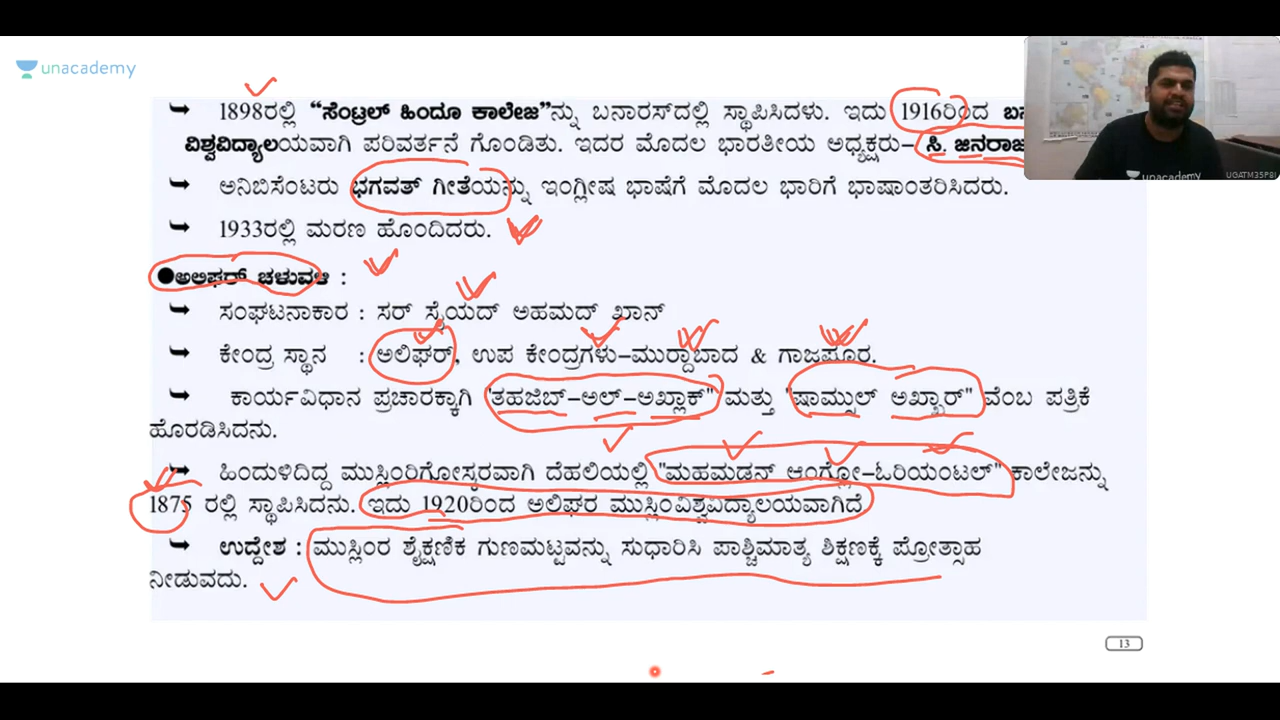 unacademy
➥ 1898ರಲ್ಲಿ “ಸೆಂಟ್ರಲ್ ಹಿಂದೂ ಕಾಲೇಜ”ನ್ನು ಬನಾರಸ್‌ದಲ್ಲಿ ಸ್ಥಾಪಿಸಿದಳು. ಇದು 1916ರಿಂದ
ವಿಶ್ವವಿದ್ಯಾಲಯವಾಗಿ ಪರಿವರ್ತನೆ ಗೊಂಡಿತು. ಇದರ ಮೊದಲ ಭಾರತೀಯ ಅಧ್ಯಕ್ಷರು– ಸಿ. ಜಿನರಾಜ
➥ ಅನಿಬಿಸೆಂಟರು ಭಗವತ್ ಗೀತೆಯನ್ನು ಇಂಗ್ಲೀಷ ಭಾಷೆಗೆ ಮೊದಲ ಭಾರಿಗೆ ಭಾಷಾಂತರಿಸಿದರು.
➥ 1933ರಲ್ಲಿ ಮರಣ ಹೊಂದಿದರು.
●ಅಲಿಘರ್ ಚಳುವಳಿ :
➥ ಸಂಘಟನಾಕಾರ : ಸರ್ ಸೈಯದ್ ಅಹಮದ್ ಖಾನ್
➥ ಕೇಂದ್ರ ಸ್ಥಾನ : ಅಲಿಘರ್, ಉಪ ಕೇಂದ್ರಗಳು–ಮುರ‍್ದಾಬಾದ & ಗಾಜಪೂರ.
➥ ಕಾರ್ಯವಿಧಾನ ಪ್ರಚಾರಕ್ಕಾಗಿ "ತಹಜಿಬ್–ಅಲ್–ಅಖ್ಲಾಕ್" ಮತ್ತು "ಷಾಮ್ನುಲ್ ಅಖ್ಬಾರ್" ವೆಂಬ ಪತ್ರಿಕೆ
ಹೊರಡಿಸಿದನು.
➥ ಹಿಂದುಳಿದಿದ್ದ ಮುಸ್ಲಿಂರಿಗೋಸ್ಕರವಾಗಿ ದೆಹಲಿಯಲ್ಲಿ "ಮಹಮಡನ್ ಆಂಗ್ಲೋ–ಓರಿಯಂಟಲ್" ಕಾಲೇಜನ್ನು
1875 ರಲ್ಲಿ ಸ್ಥಾಪಿಸಿದನು. ಇದು 1920ರಿಂದ ಅಲಿಘರ ಮುಸ್ಲಿಂವಿಶ್ವವಿದ್ಯಾಲಯವಾಗಿದೆ
➥ ಉದ್ದೇಶ : ಮುಸ್ಲಿಂರ ಶೈಕ್ಷಣಿಕ ಗುಣಮಟ್ಟವನ್ನು ಸುಧಾರಿಸಿ ಪಾಶ್ಚಿಮಾತ್ಯ ಶಿಕ್ಷಣಕ್ಕೆ ಪ್ರೋತ್ಸಾಹ
ನೀಡುವದು.
13
unacademy
UGATM35P8I